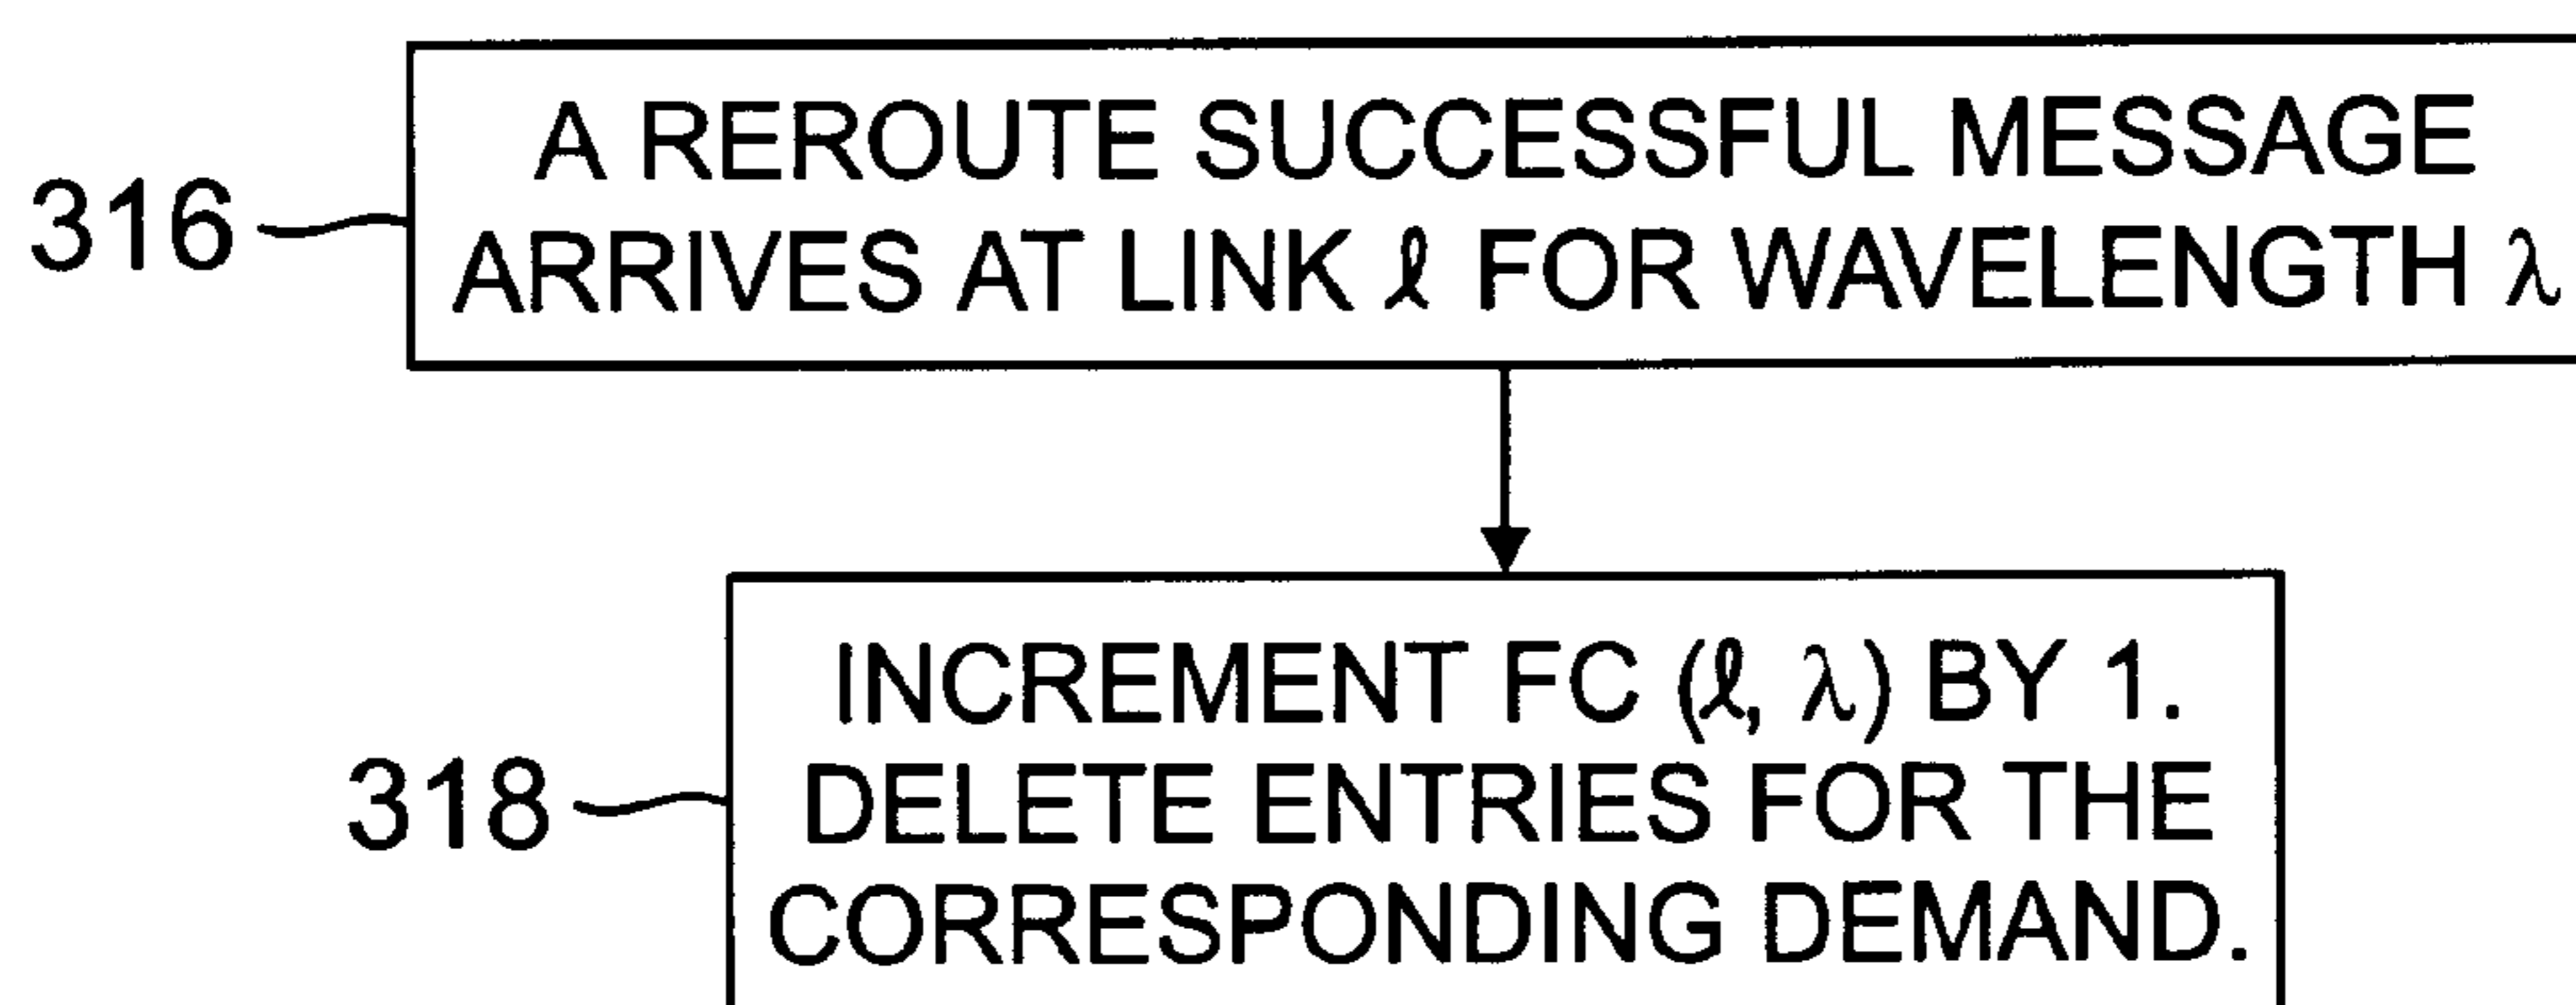 A REROUTE SUCCESSFUL MESSAGE
316
ARRIVES AT LINK ℓ FOR WAVELENGTH λ
INCREMENT FC (ℓ, λ) BY 1.
318
DELETE ENTRIES FOR THE
CORRESPONDING DEMAND.